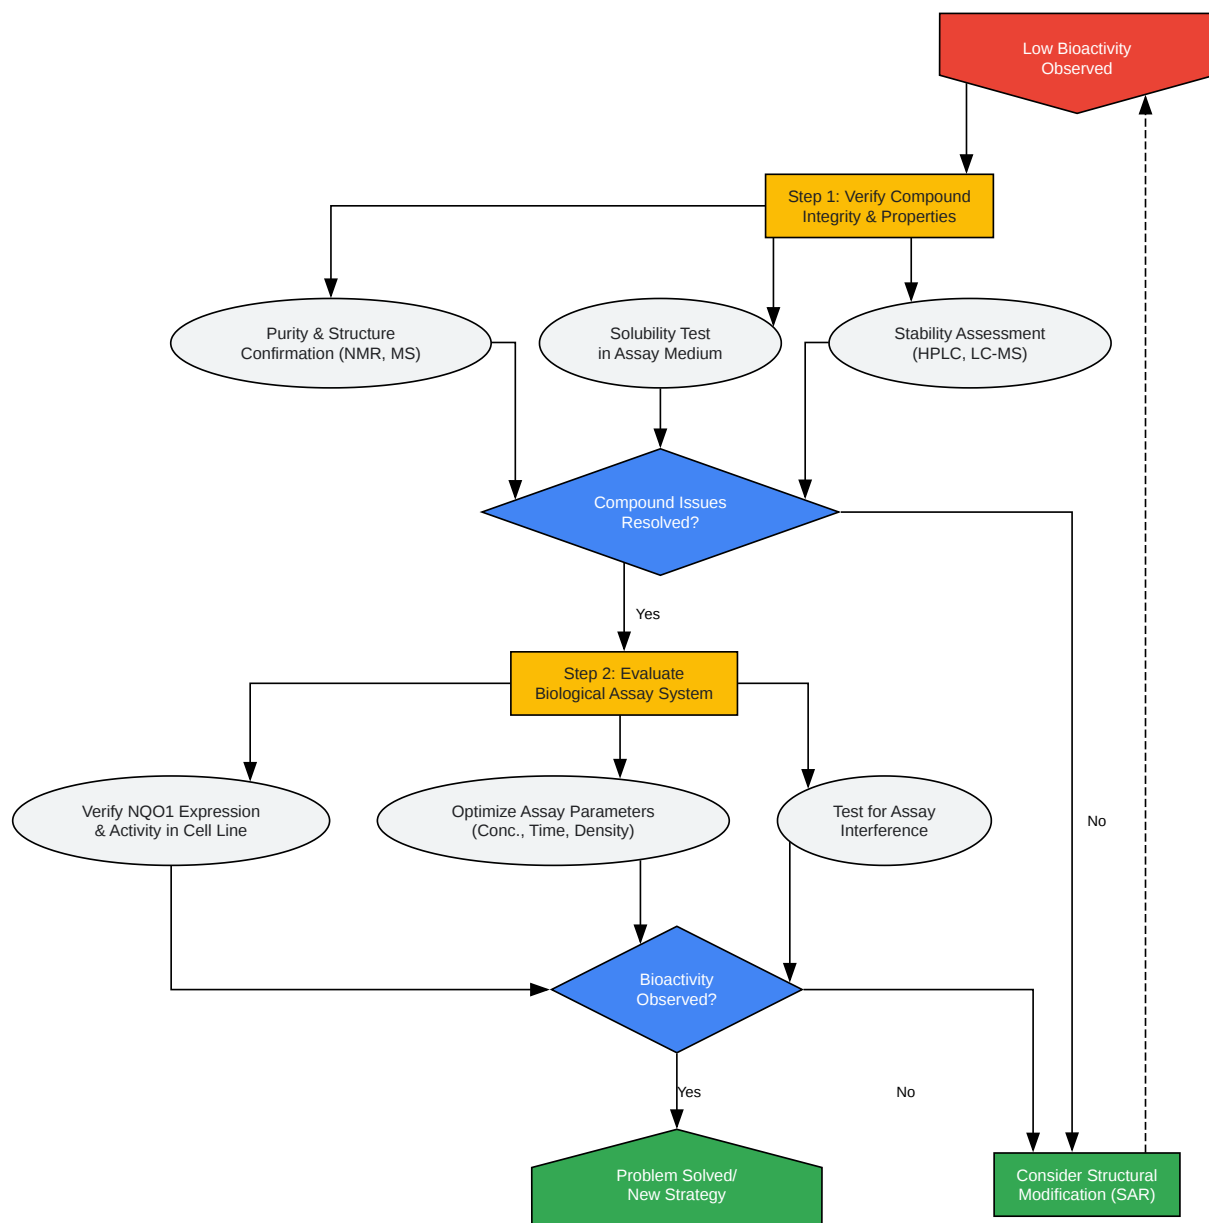 Low Bioactivity
Observed
Step 1: Verify Compound
Integrity & Properties
Purity & Structure
Confirmation (NMR, MS)
Solubility Test
in Assay Medium
Stability Assessment
(HPLC, LC-MS)
Compound Issues
Resolved?
Yes
Step 2: Evaluate
Biological Assay System
Verify NQO1 Expression
& Activity in Cell Line
Optimize Assay Parameters
(Conc., Time, Density)
Test for Assay
Interference
No
Bioactivity
Observed?
Yes
No
Problem Solved/
New Strategy
Consider Structural
Modification (SAR)